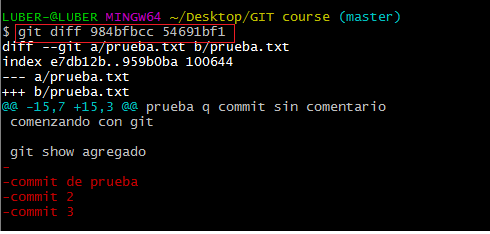 LUBER-@LUBER MINGW64 ~/Desktop/GIT course (master)
$ git diff 984bfbcc 54691bf1
diff --git a/prueba.txt b/prueba.txt
index e7db12b..959b0ba 100644
--- a/prueba.txt
+++ b/prueba.txt
@@ -15,7 +15,3 @@ prueba q commit sin comentario
 comenzando con git

 git show agregado
-
-commit de prueba
-commit 2
-commit 3